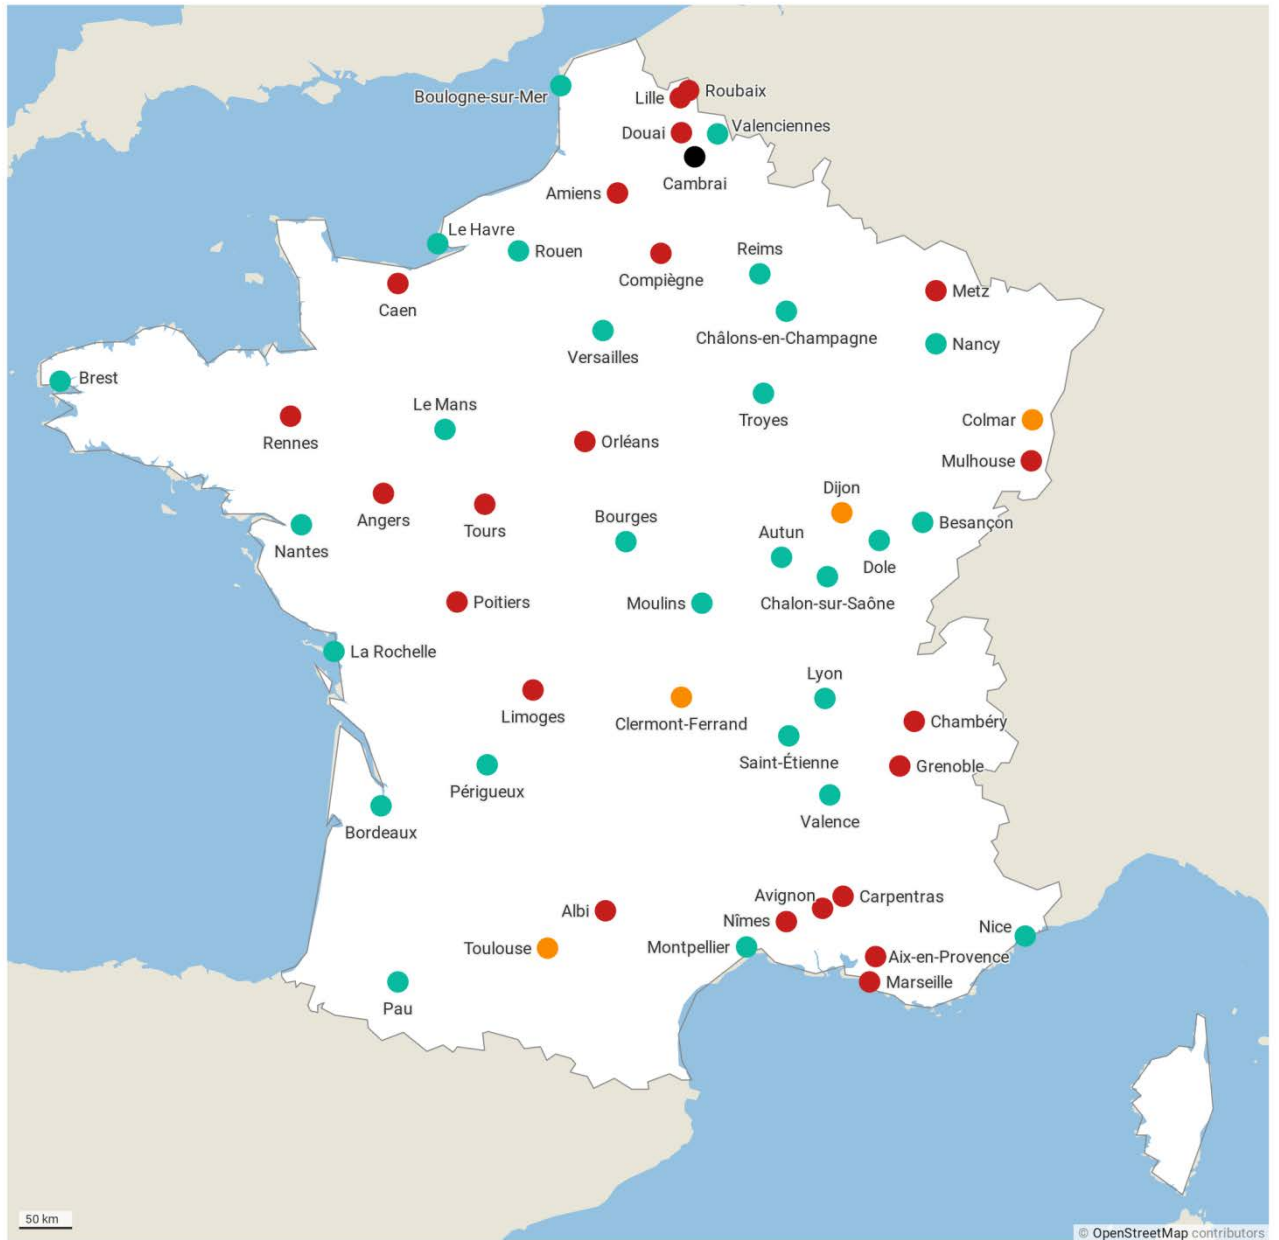 Boulogne-sur-Mer
Lille
Roubaix
Douai
Valenciennes
Cambrai
Amiens
Le Havre
Rouen
Compiègne
Reims
Caen
Metz
Châlons-en-Champagne
Versailles
Nancy
Brest
Le Mans
Troyes
Colmar
Rennes
Orléans
Mulhouse
Dijon
Angers
Tours
Bourges
Besançon
Autun
Nantes
Dole
Poitiers
Moulins
Chalon-sur-Saône
La Rochelle
Lyon
Limoges
Clermont-Ferrand
Chambéry
Saint-Étienne
Grenoble
Périgueux
Valence
Bordeaux
Avignon
Carpentras
Albi
Nîmes
Nice
Toulouse
Montpellier
Aix-en-Provence
Marseille
Pau
50 km
© OpenStreetMap contributors